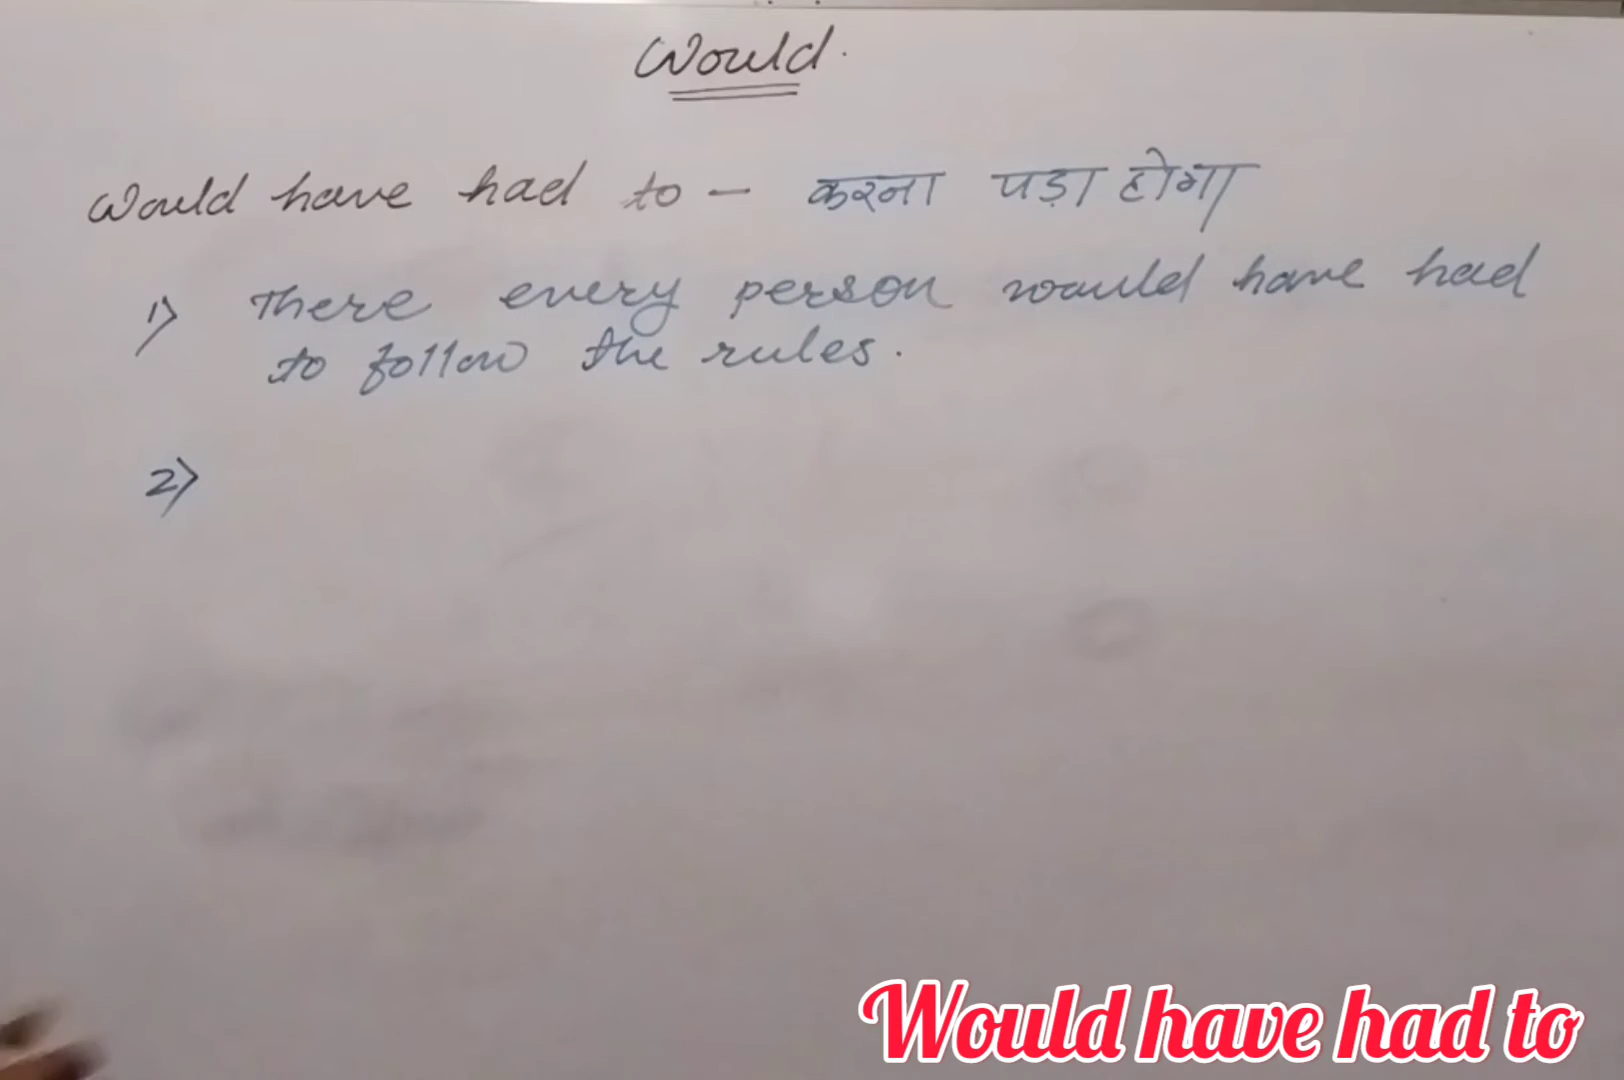 Would.
Would have had to - करना पड़ा होगा
1) There every person would have had
to follow the rules.
2)
Would have had to